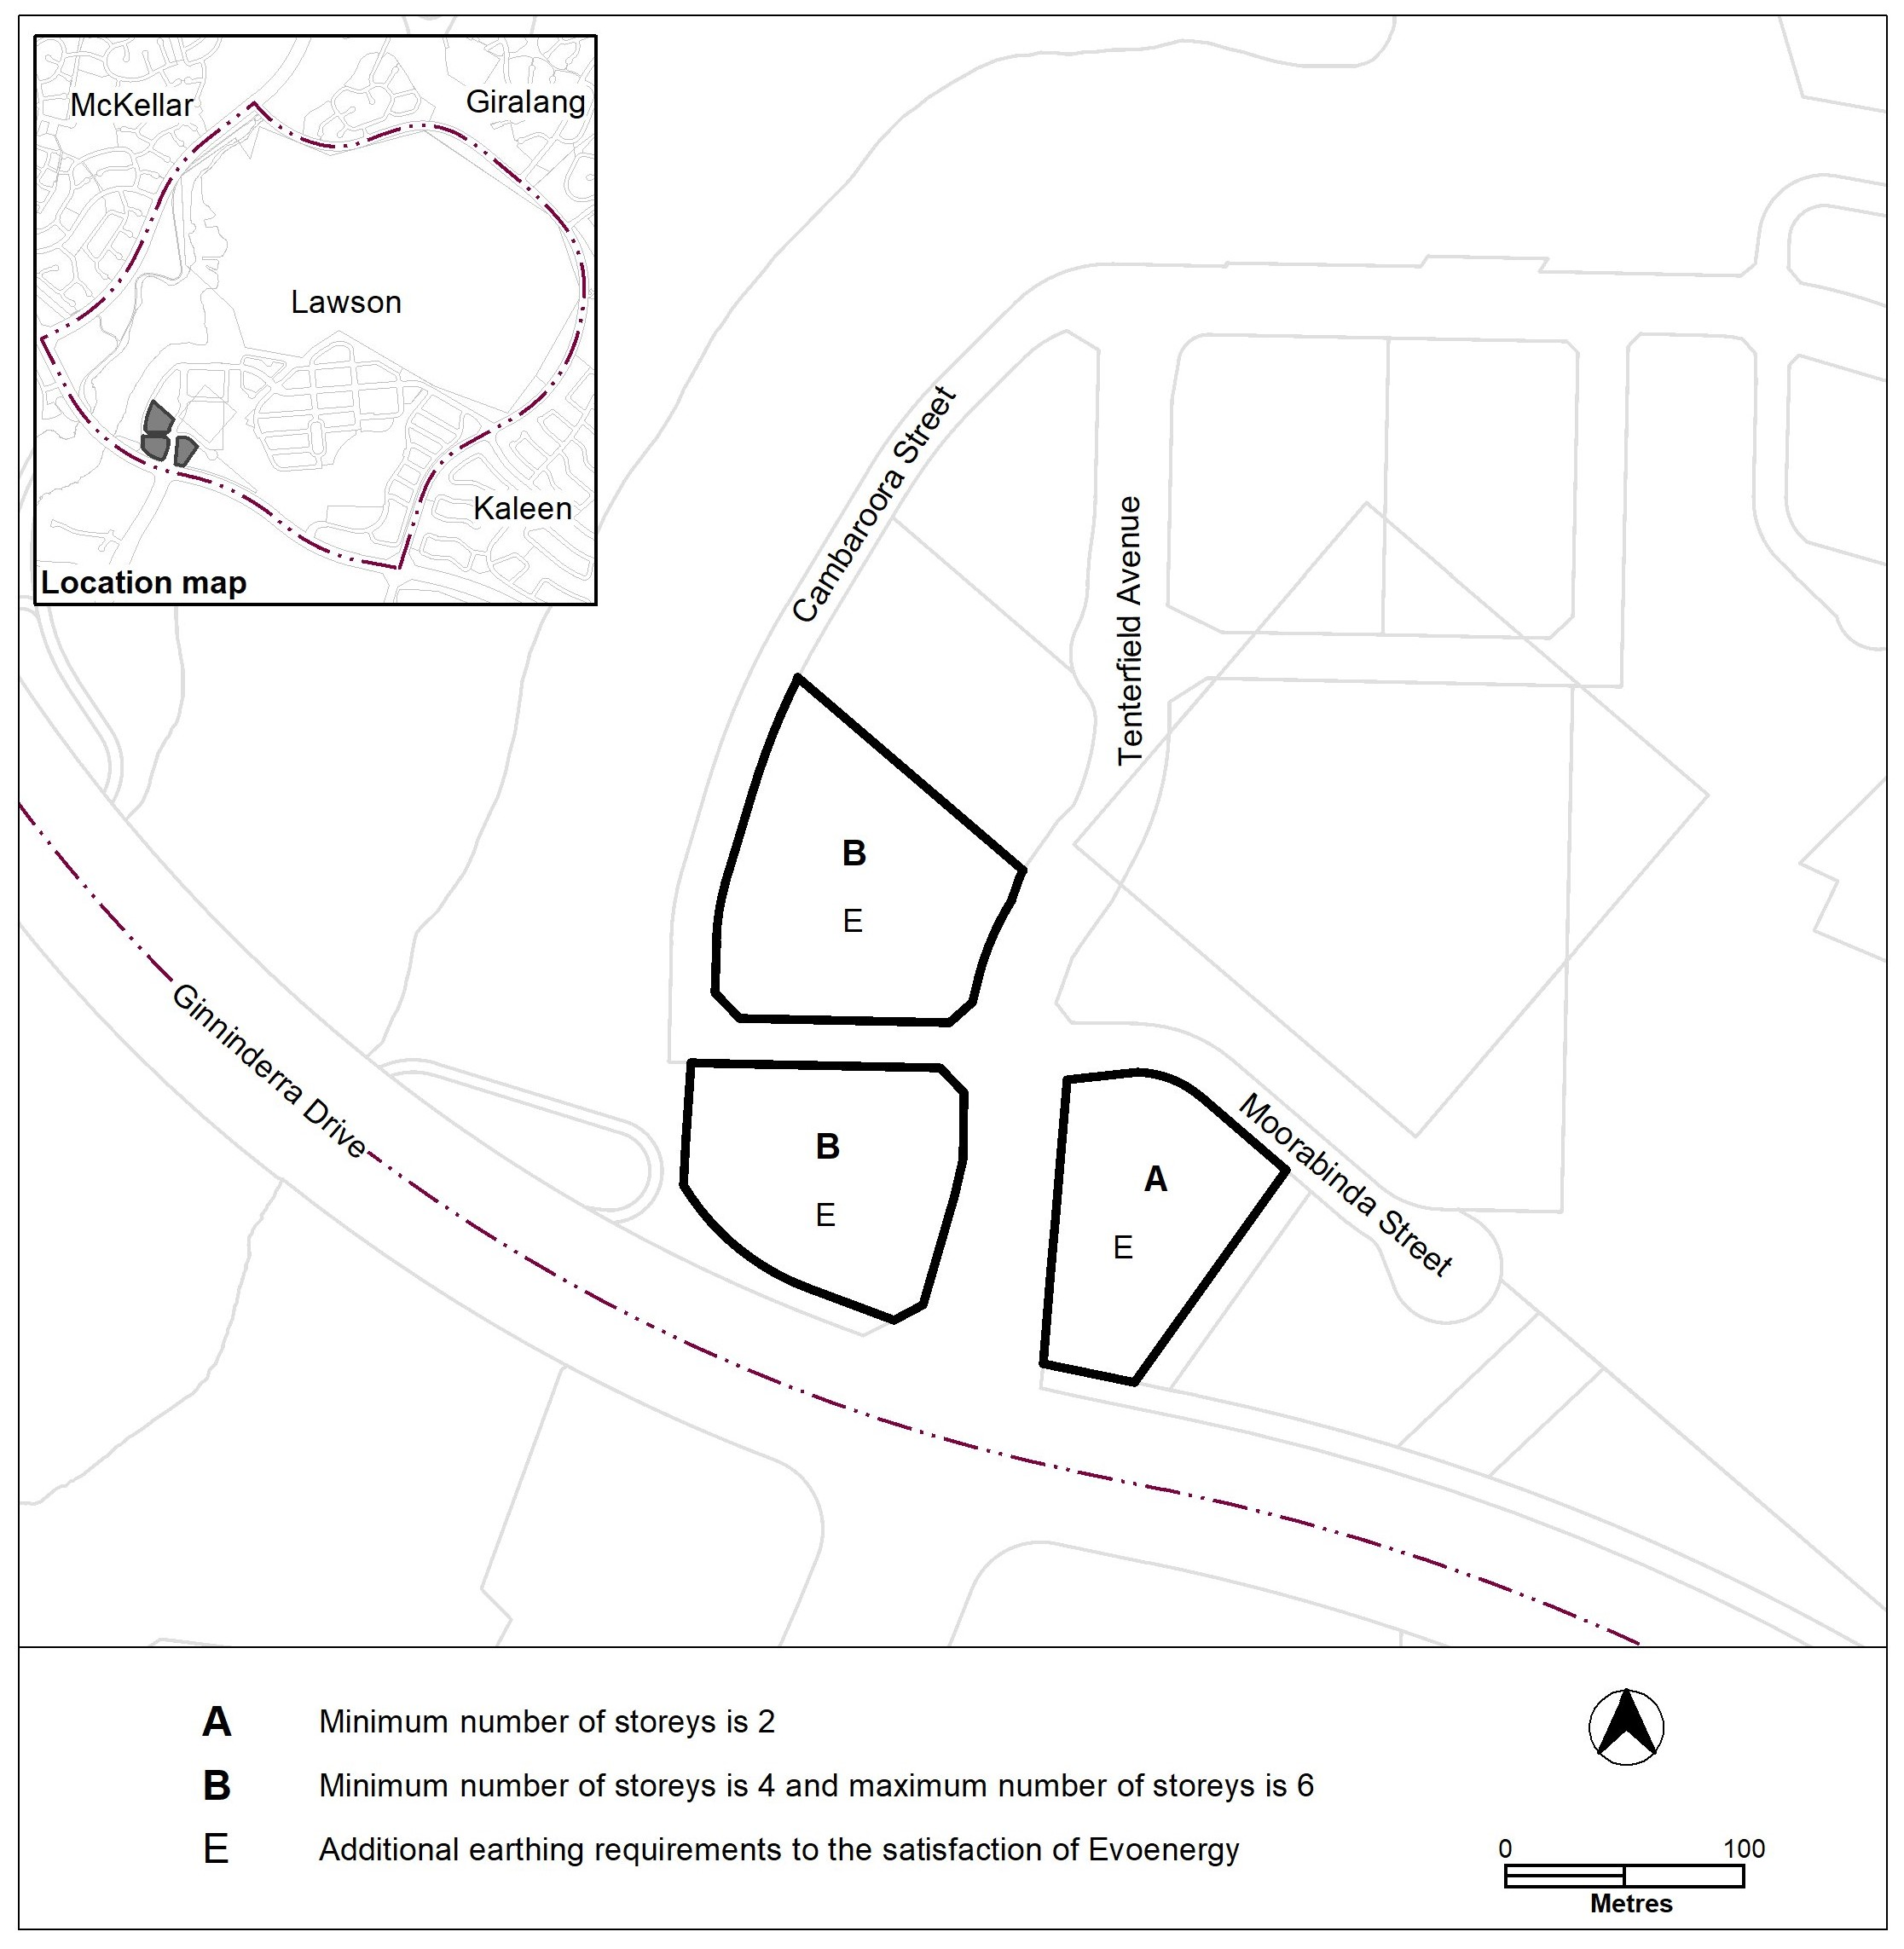 McKellar
Giralang
Lawson
Kaleen
Location map
Cambaroora Street
Tenterfield Avenue
B
E
Ginninderra Drive
B
E
A
E
Moorabinda Street
A Minimum number of storeys is 2
B Minimum number of storeys is 4 and maximum number of storeys is 6
E Additional earthing requirements to the satisfaction of Evoenergy
0 100
Metres